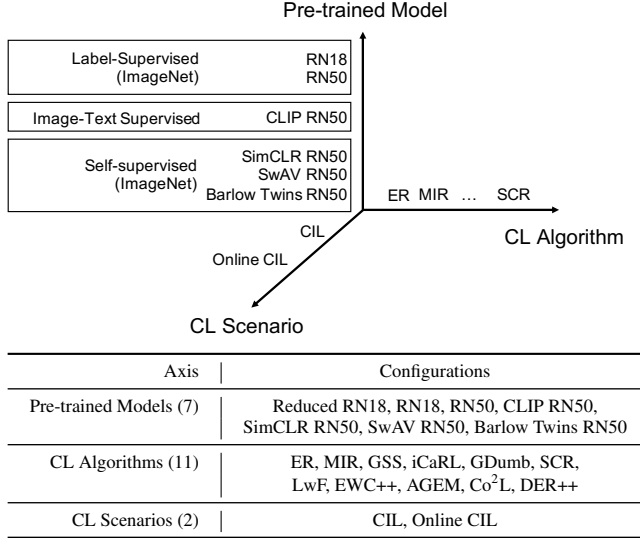 Pre-trained Model
Label-Supervised
(ImageNet)
RN18
RN50
Image-Text Supervised
CLIP RN50
Self-supervised
(ImageNet)
SimCLR RN50
SwAV RN50
Barlow Twins RN50
ER MIR … SCR
CL Algorithm
CIL
Online CIL
CL Scenario
Axis Configurations
Pre-trained Models (7) Reduced RN18, RN18, RN50, CLIP RN50,
SimCLR RN50, SwAV RN50, Barlow Twins RN50
CL Algorithms (11) ER, MIR, GSS, iCaRL, GDumb, SCR,
LwF, EWC++, AGEM, Co²L, DER++
CL Scenarios (2) CIL, Online CIL